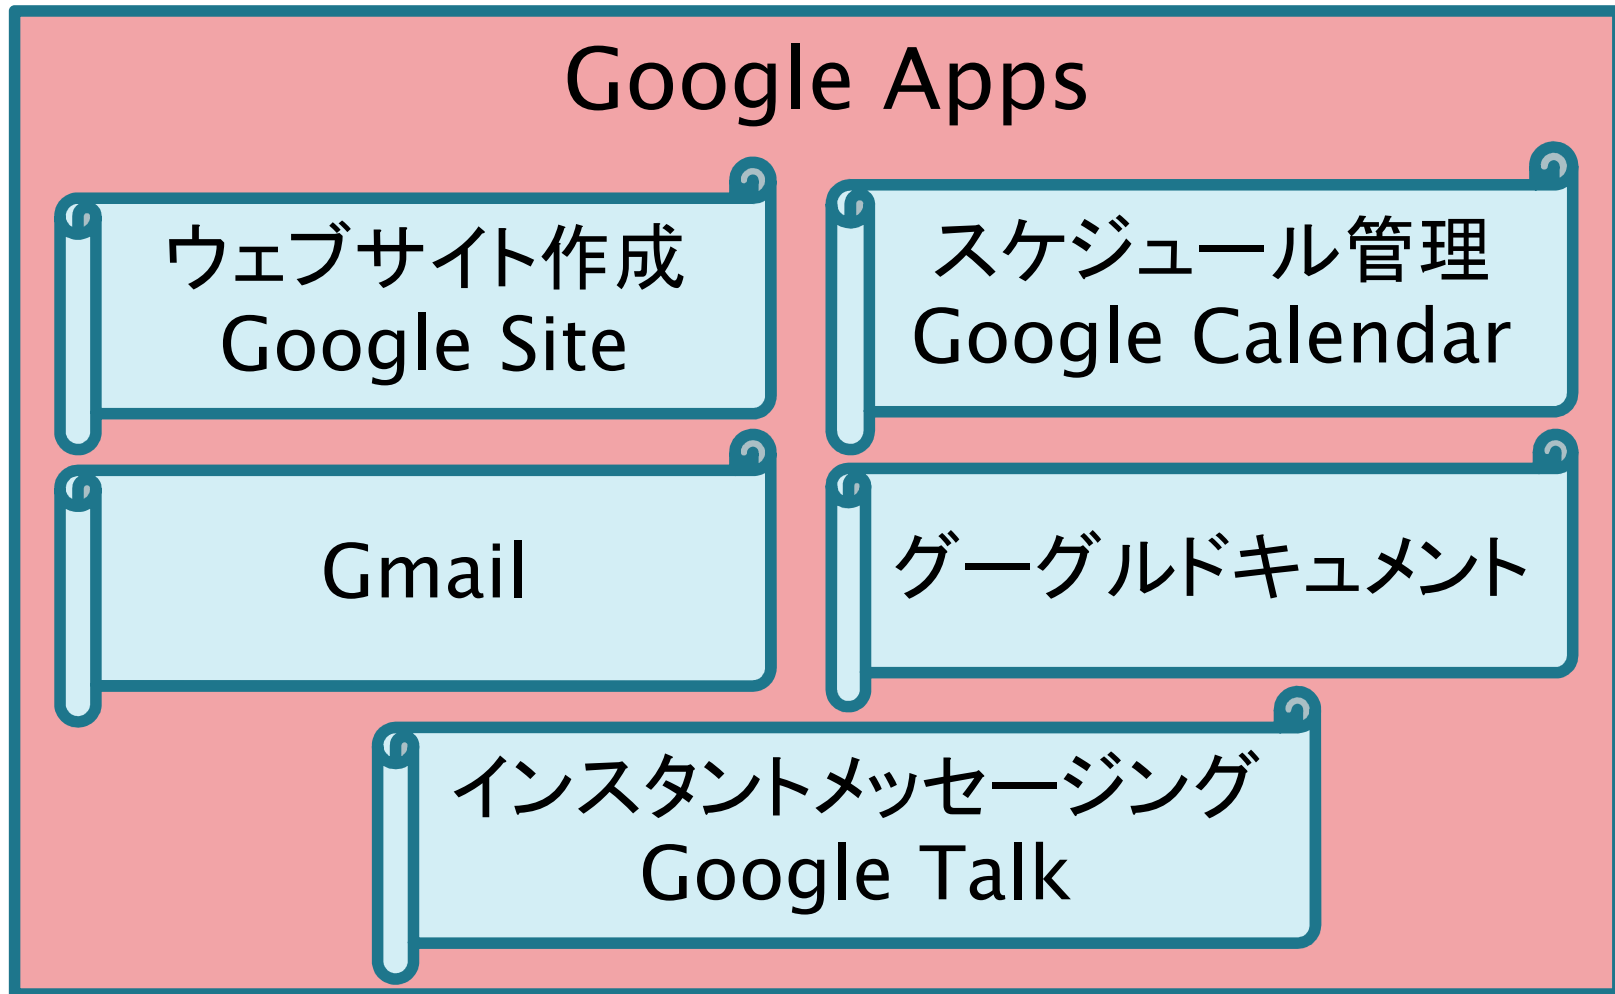 Google Apps
ウェブサイト作成
Google Site
スケジュール管理
Google Calendar
Gmail
グーグルドキュメント
インスタントメッセージング
Google Talk